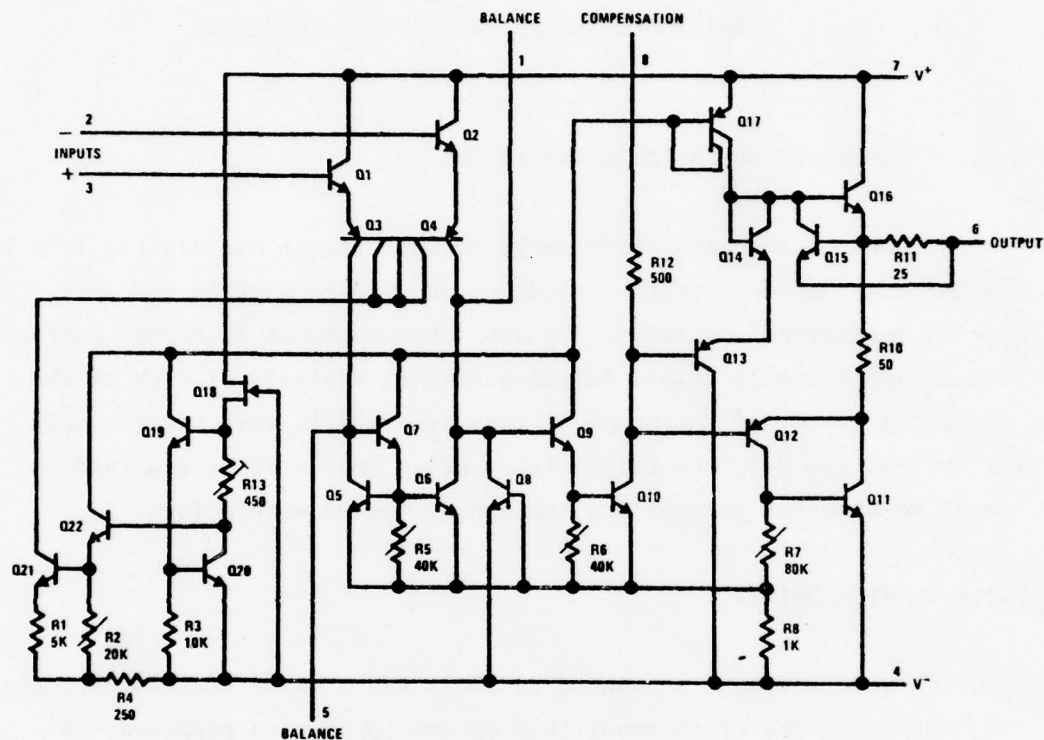 BALANCE COMPENSATION
1 8
7 V+
Q17
2 Q2
− INPUTS +
3 Q1
Q16
Q3 Q4
Q14 Q15
6 OUTPUT
R11
25
R12
500
R10
50
Q13
Q18
Q19
Q7 Q9
Q12
R13
450
Q5 Q6 Q8 Q10
Q11
Q22
Q21 Q20
R5
40K
R6
40K
R7
80K
R1
5K
R2
20K
R3
10K
R8
1K
R4
250
4 V−
5
BALANCE